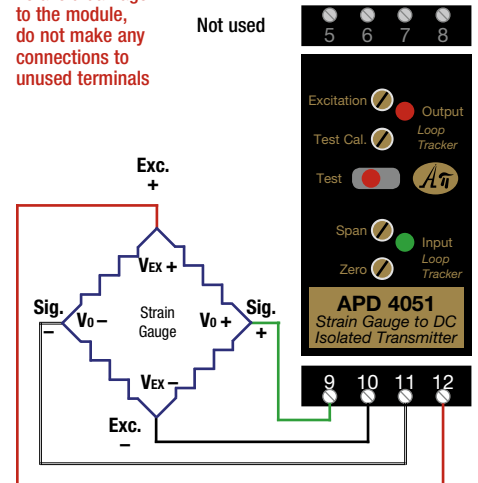 to the module,
do not make any
connections to
unused terminals
Not used
5 6 7 8
Excitation
Output
Loop
Tracker
Test Cal.
Test
Span
Input
Loop
Tracker
Zero
APD 4051
Strain Gauge to DC
Isolated Transmitter
9 10 11 12
Exc.
+
VEX +
Sig.
–
V0 –
Strain
Gauge
V0 +
Sig.
+
VEX –
Exc.
–